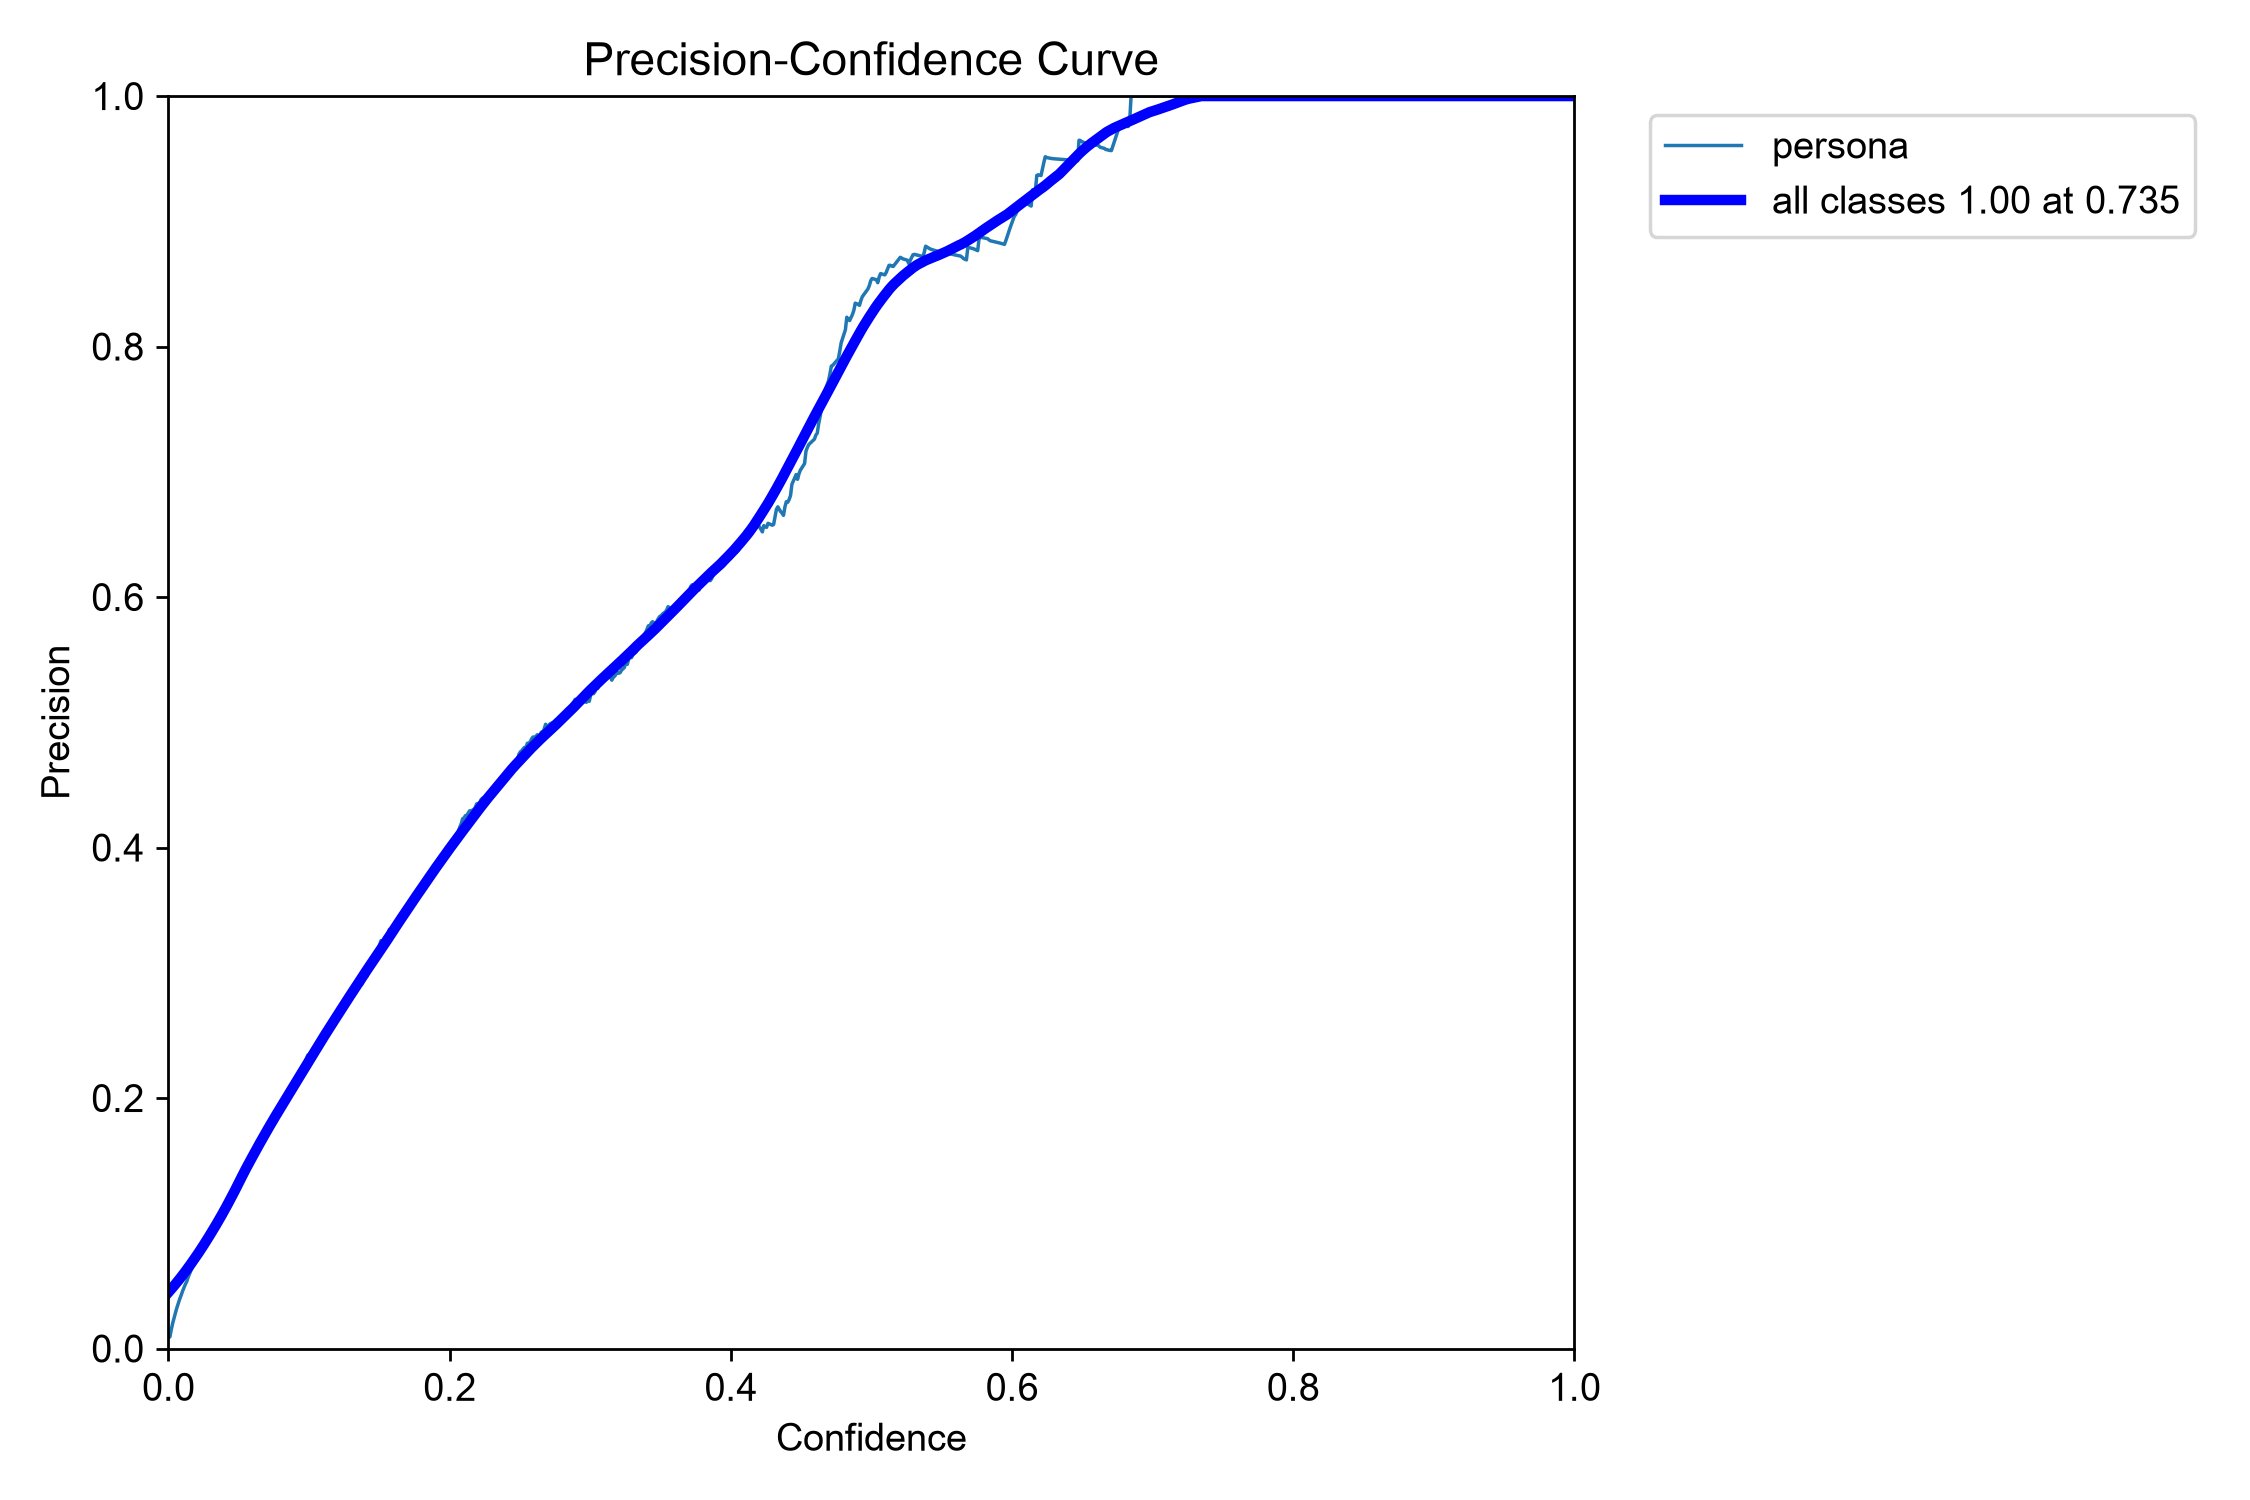 Precision-Confidence Curve
persona
all classes 1.00 at 0.735
1.0
0.8
0.6
0.4
0.2
0.0
Precision
0.0 0.2 0.4 0.6 0.8 1.0
Confidence